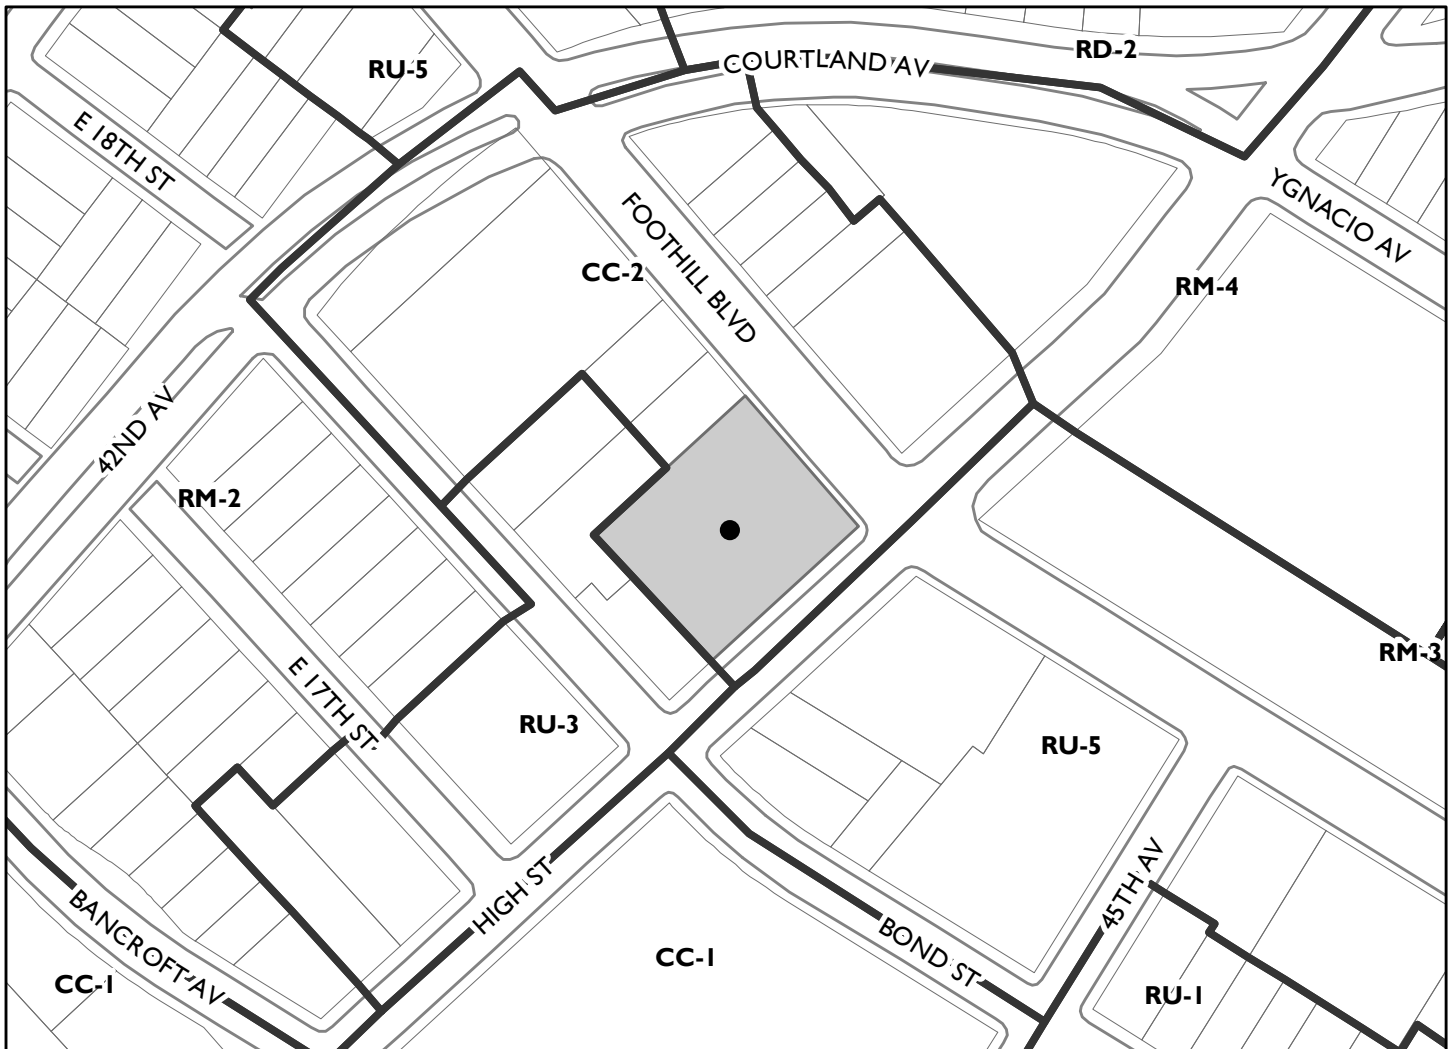 RD-2
COURTLAND AV
RU-5
E 18TH ST
YGNACIO AV
FOOTHILL BLVD
CC-2
RM-4
42ND AV
RM-2
RM-3
E 17TH ST
RU-3
RU-5
45TH AV
HIGH ST
BANCROFT AV
BOND ST
CC-1
CC-1
RU-1